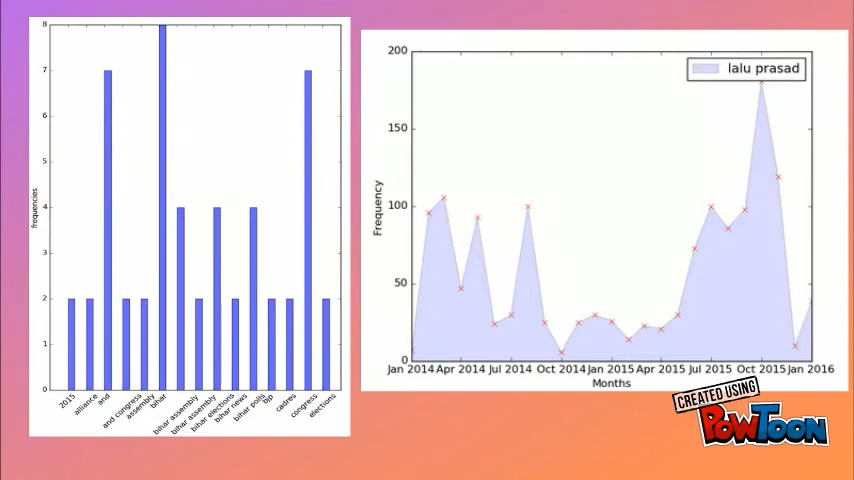 8
7
6
5
4
3
2
1
0
frequencies
2015
alliance
and
and congress
assembly
bihar
bihar assembly
bihar assembly
bihar elections
bihar news
bihar polls
bjp
cadres
congress
elections
200
150
100
50
0
Frequency
lalu prasad
Jan 2014 Apr 2014 Jul 2014 Oct 2014 Jan 2015 Apr 2015 Jul 2015 Oct 2015 Jan 2016
Months
CREATED USING
POWTOON